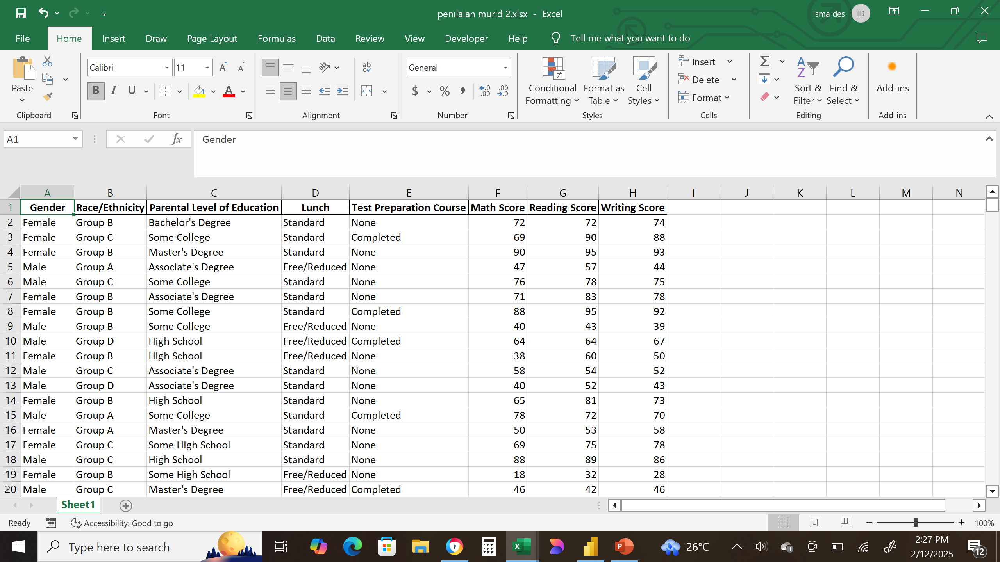 penilaian murid 2.xlsx - Excel
Isma des ID
File Home Insert Draw Page Layout Formulas Data Review View Developer Help Tell me what you want to do
Paste
Clipboard
Calibri 11
B I U A
Font
ab
Alignment
General
$ % , .00 .00
Number
Conditional Formatting
Format as Table
Cell Styles
Styles
Insert
Delete
Format
Cells
Sort & Filter
Find & Select
Editing
Add-ins
Add-ins
A1 fx Gender
A B C D E F G H I J K L M N
1 Gender Race/Ethnicity Parental Level of Education Lunch Test Preparation Course Math Score Reading Score Writing Score
2 Female Group B Bachelor's Degree Standard None 72 72 74
3 Female Group C Some College Standard Completed 69 90 88
4 Female Group B Master's Degree Standard None 90 95 93
5 Male Group A Associate's Degree Free/Reduced None 47 57 44
6 Male Group C Some College Standard None 76 78 75
7 Female Group B Associate's Degree Standard None 71 83 78
8 Female Group B Some College Standard Completed 88 95 92
9 Male Group B Some College Free/Reduced None 40 43 39
10 Male Group D High School Free/Reduced Completed 64 64 67
11 Female Group B High School Free/Reduced None 38 60 50
12 Male Group C Associate's Degree Standard None 58 54 52
13 Male Group D Associate's Degree Standard None 40 52 43
14 Female Group B High School Standard None 65 81 73
15 Male Group A Some College Standard Completed 78 72 70
16 Female Group A Master's Degree Standard None 50 53 58
17 Female Group C Some High School Standard None 69 75 78
18 Male Group C High School Standard None 88 89 86
19 Female Group B Some High School Free/Reduced None 18 32 28
20 Male Group C Master's Degree Free/Reduced Completed 46 42 46
Sheet1
Ready Accessibility: Good to go 100%
Type here to search 26°C 2:27 PM
2/12/2025 12